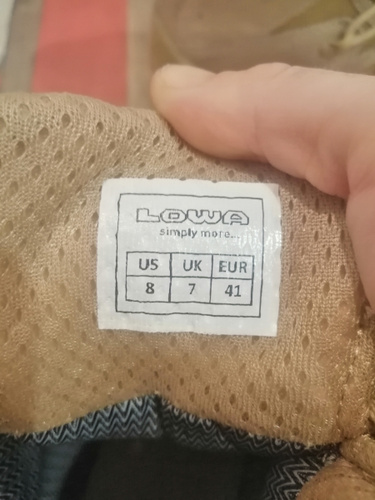 LOWA
simply more...
US UK EUR
8 7 41